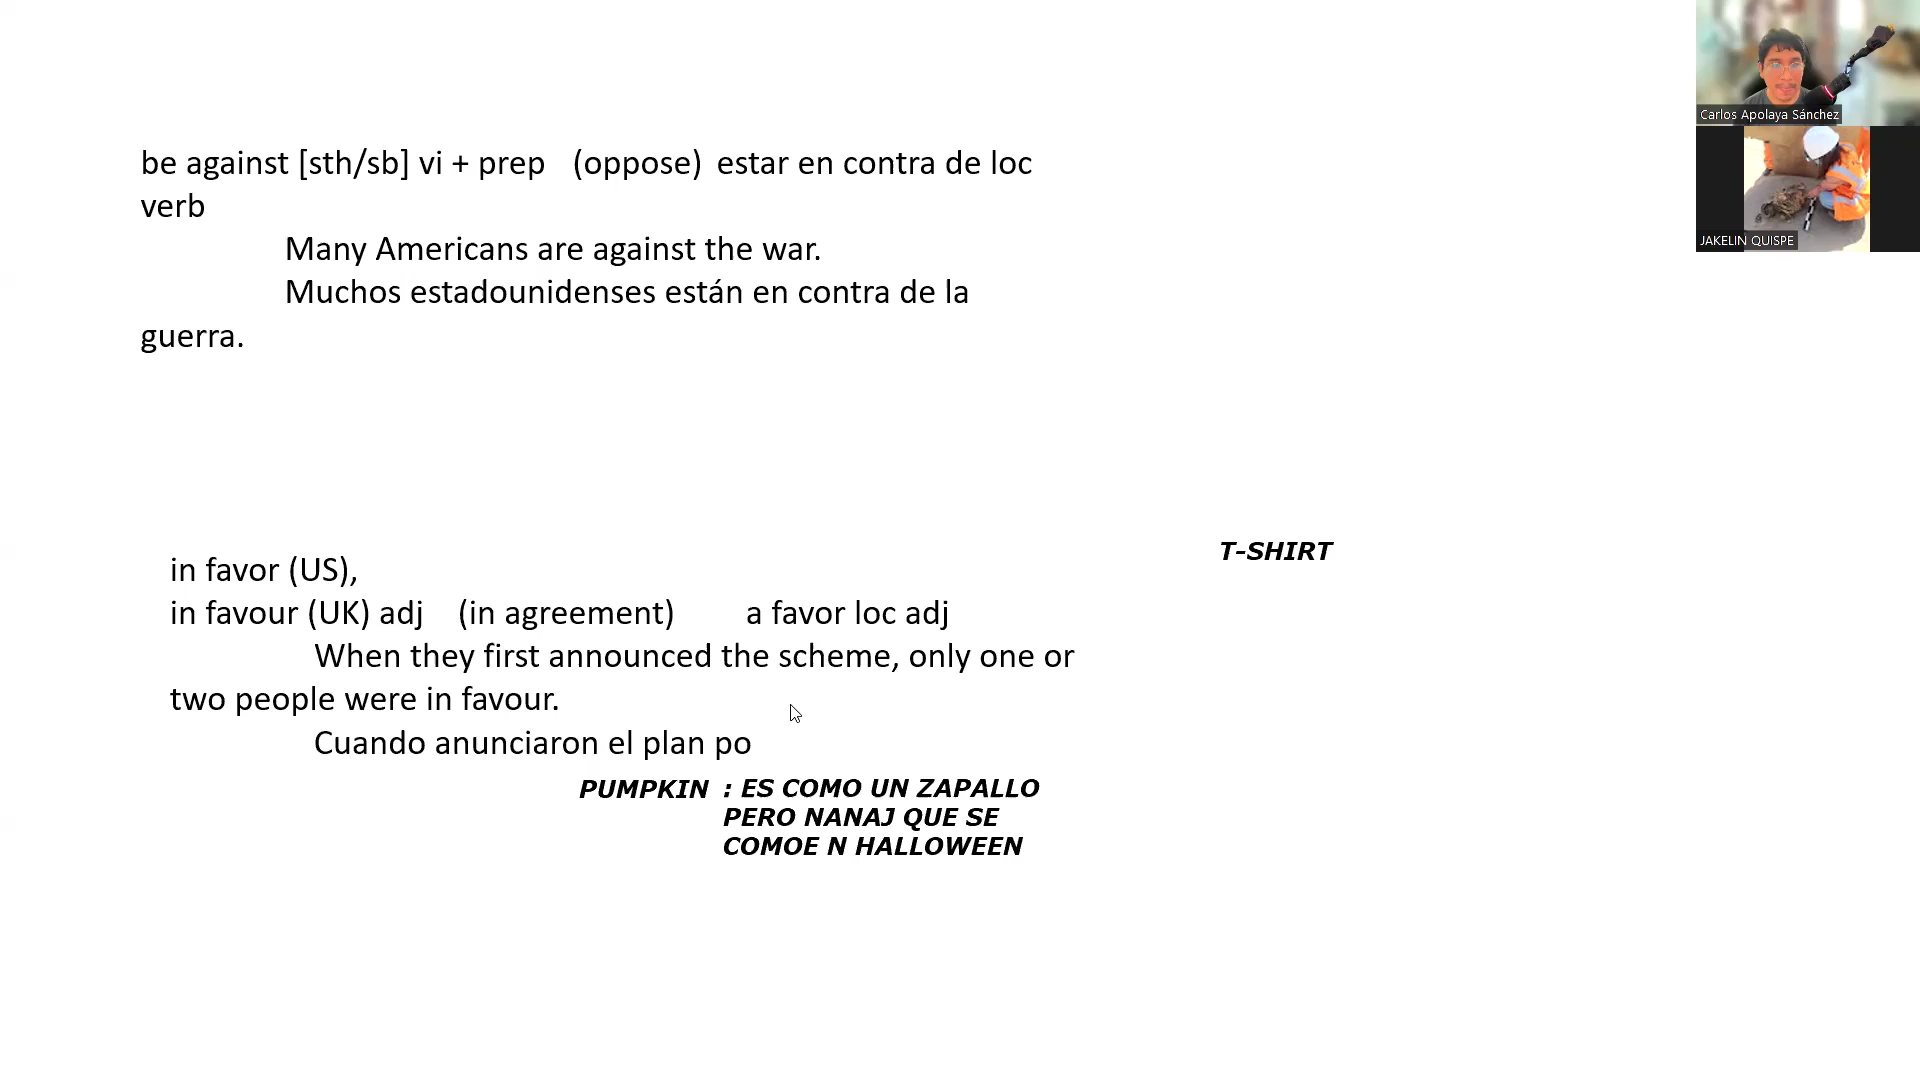 Carlos Apolaya Sánchez
JAKELIN QUISPE
be against [sth/sb] vi + prep (oppose) estar en contra de loc
verb
Many Americans are against the war.
Muchos estadounidenses están en contra de la
guerra.
T-SHIRT
in favor (US),
in favour (UK) adj (in agreement) a favor loc adj
When they first announced the scheme, only one or
two people were in favour.
Cuando anunciaron el plan po
PUMPKIN : ES COMO UN ZAPALLO
PERO NANAJ QUE SE
COMOE N HALLOWEEN